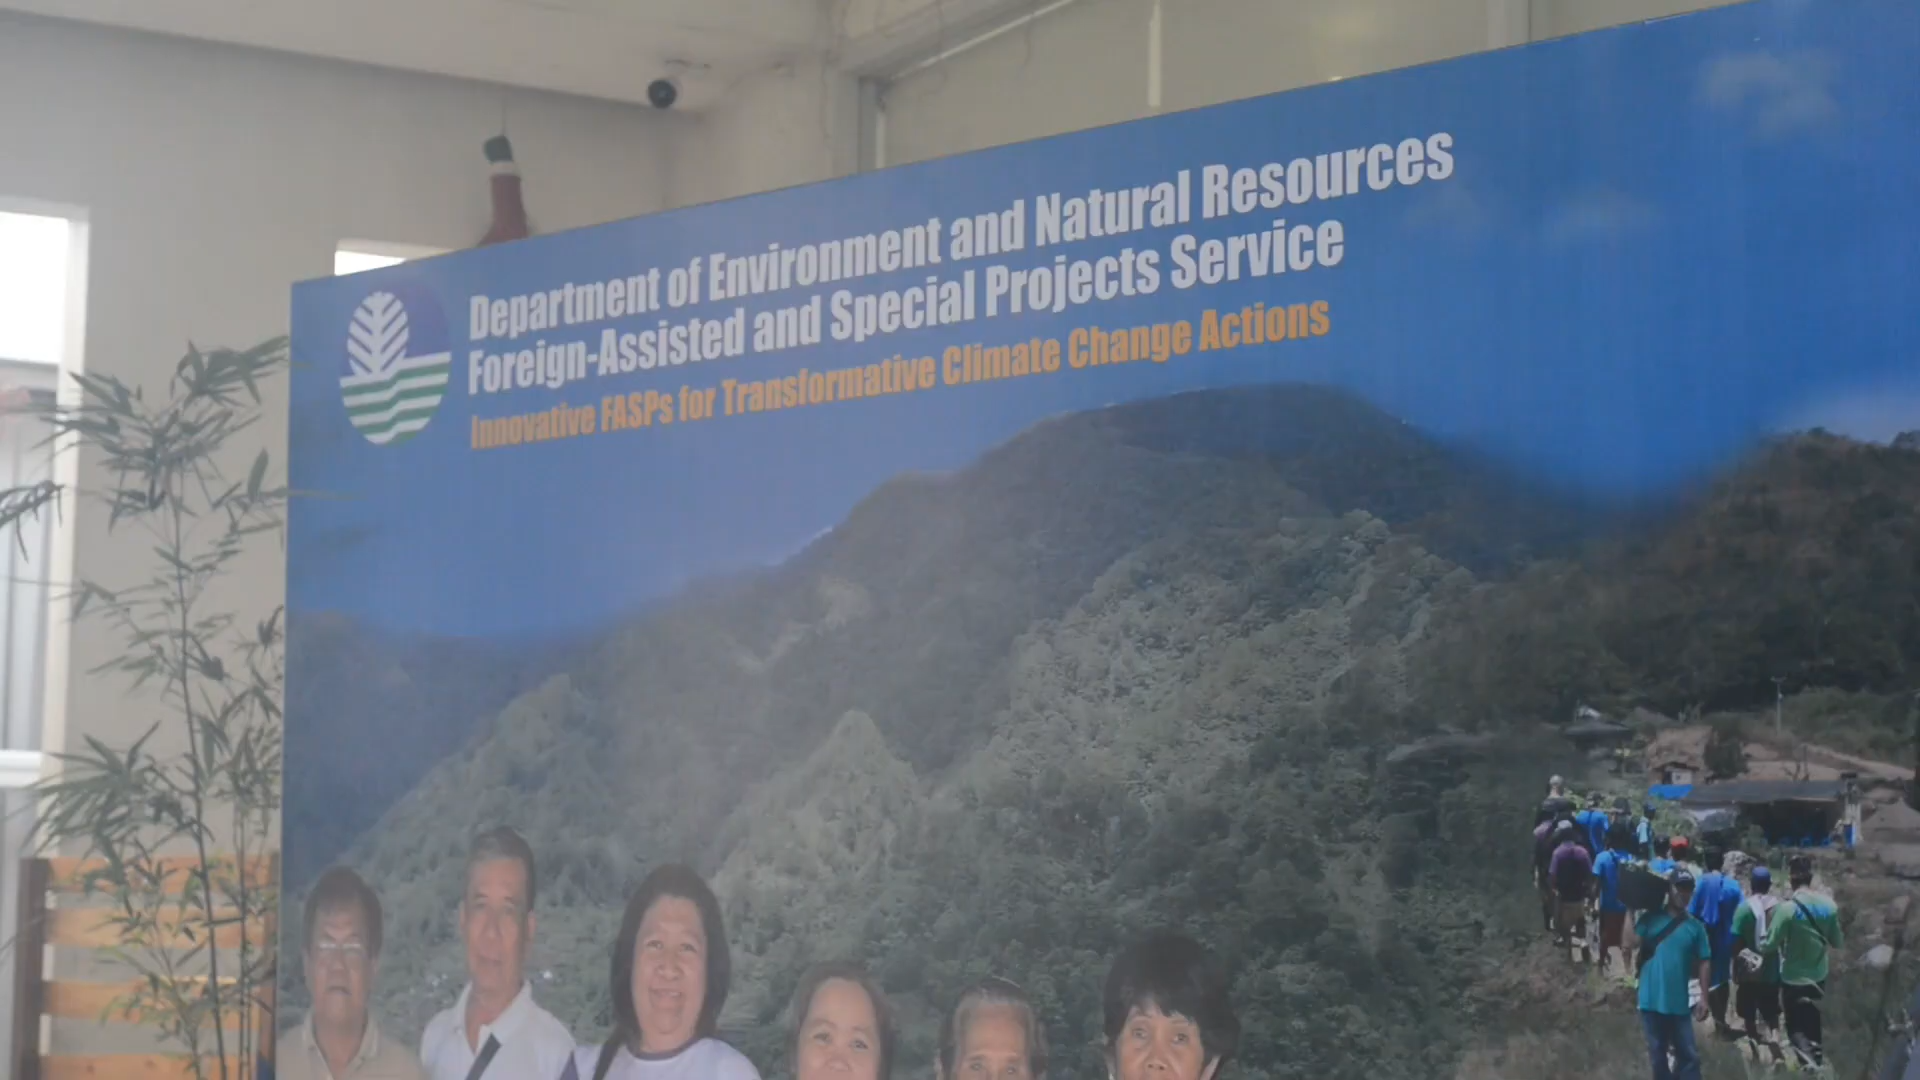 Department of Environment and Natural Resources
Foreign-Assisted and Special Projects Service
Innovative FASPs for Transformative Climate Change Actions